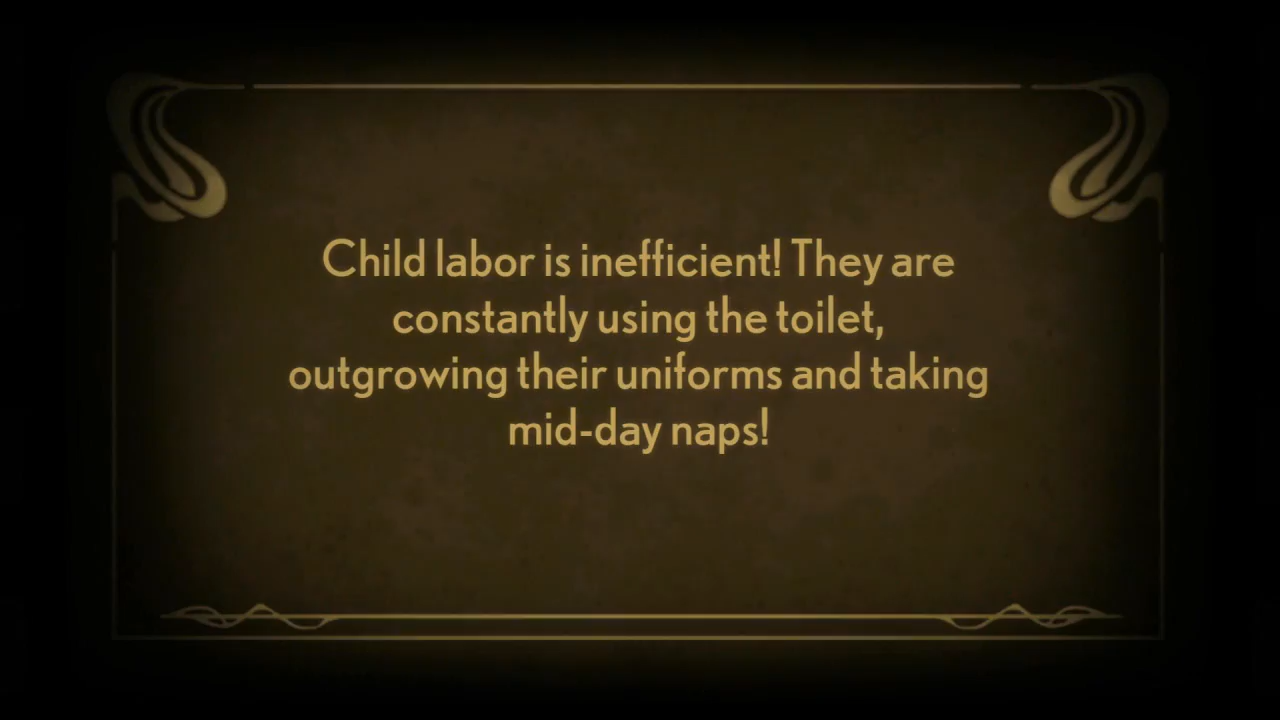 Child labor is inefficient! They are
constantly using the toilet,
outgrowing their uniforms and taking
mid-day naps!